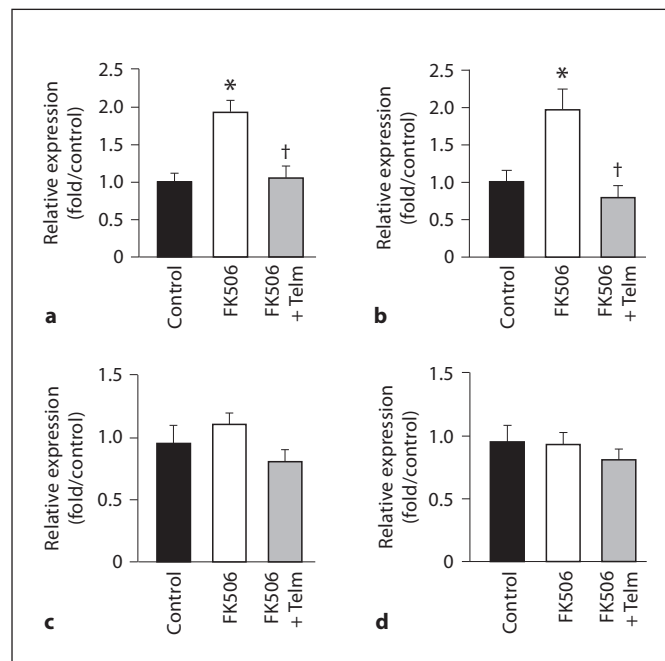 Relative expression
(fold/control)
2.5
2.0
1.5
1.0
0.5
0
*
†
Control
FK506
FK506
+ Telm
a
Relative expression
(fold/control)
2.5
2.0
1.5
1.0
0.5
0
*
†
Control
FK506
FK506
+ Telm
b
Relative expression
(fold/control)
1.5
1.0
0.5
0
Control
FK506
FK506
+ Telm
c
Relative expression
(fold/control)
1.5
1.0
0.5
0
Control
FK506
FK506
+ Telm
d